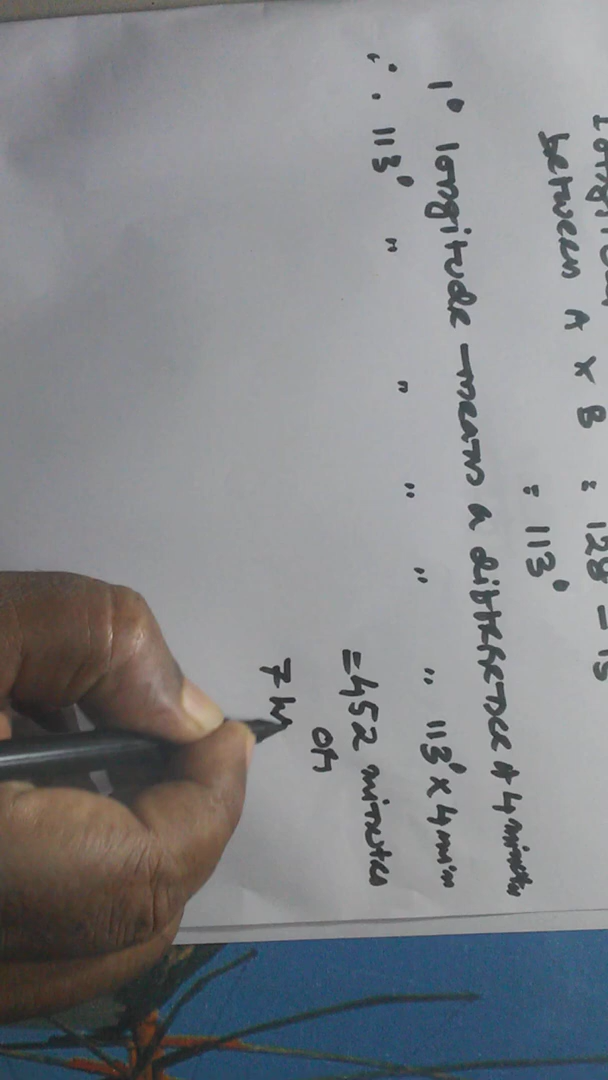 between A & B = 128 - 15
= 113°
1° longitude means a difference of 4 minutes
∴ 113° " " " " " 113° x 4 min
= 452 minutes
or
7 h